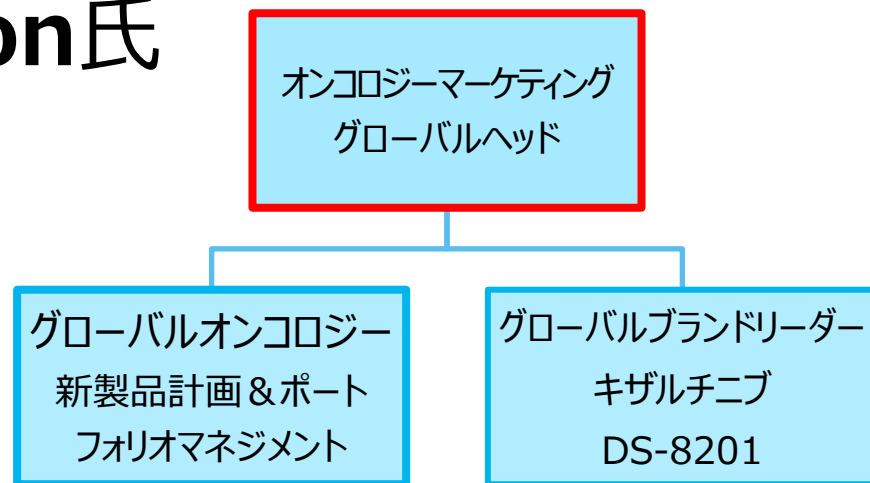 on氏
オンコロジーマーケティング
グローバルヘッド
グローバルオンコロジー
新製品計画＆ポート
フォリオマネジメント
グローバルブランドリーダー
キザルチニブ
DS-8201